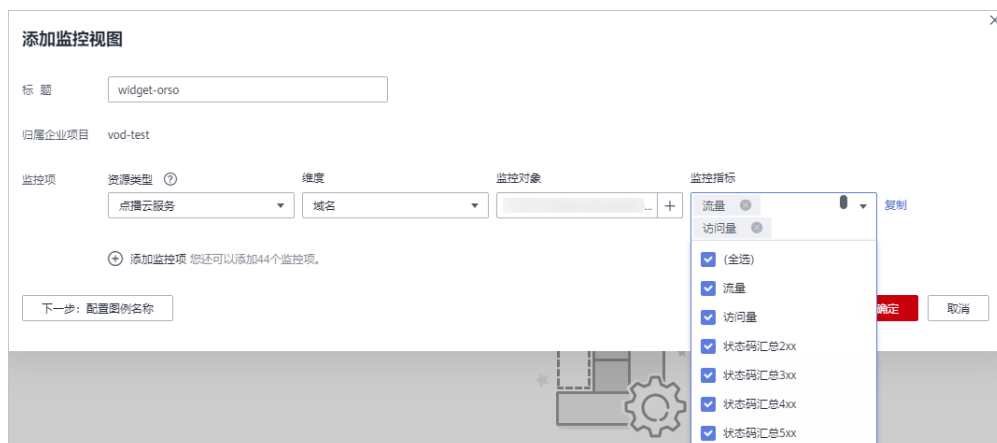 添加监控视图
标 题 widget-orso
归属企业项目 vod-test
监控项 资源类型 ? 维度 监控对象 监控指标
点播云服务 域名 ... 流量 复制
访问量
添加监控项 您还可以添加44个监控项。
(全选)
流量
访问量
状态码汇总2xx
状态码汇总3xx
状态码汇总4xx
状态码汇总5xx
下一步：配置图例名称 确定 取消